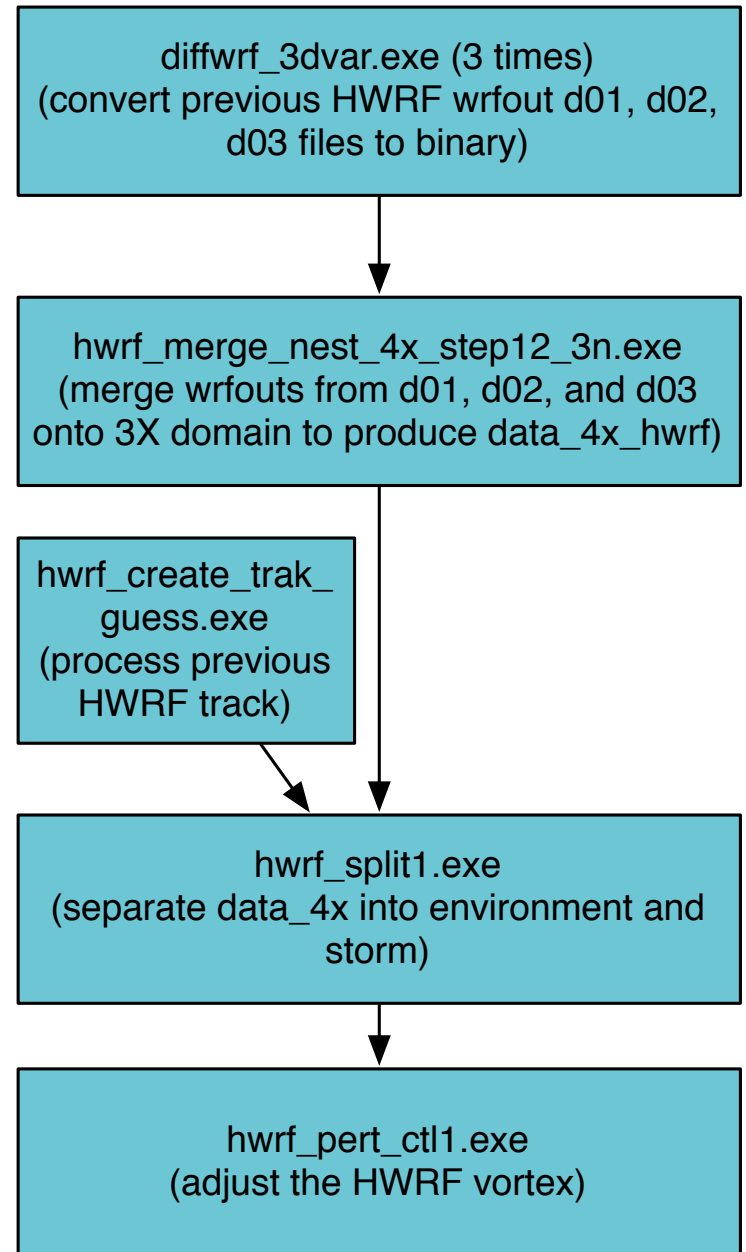 diffwrf_3dvar.exe (3 times)
(convert previous HWRF wrfout d01, d02,
d03 files to binary)
hwrf_merge_nest_4x_step12_3n.exe
(merge wrfouts from d01, d02, and d03
onto 3X domain to produce data_4x_hwrf)
hwrf_create_trak_
guess.exe
(process previous
HWRF track)
hwrf_split1.exe
(separate data_4x into environment and
storm)
hwrf_pert_ctl1.exe
(adjust the HWRF vortex)